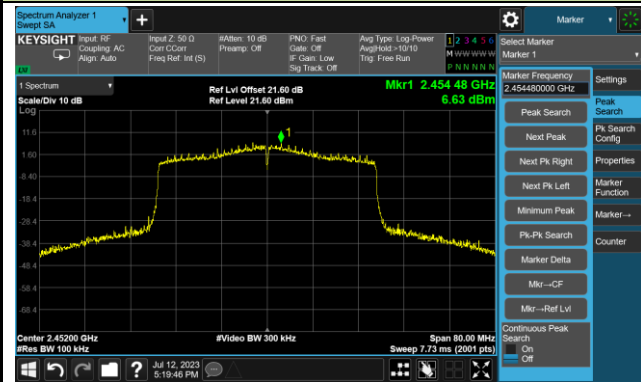 Spectrum Analyzer 1
Swept SA
+
Marker
KEYSIGHT
Input: RF
Coupling: AC
Align: Auto
Input Z: 50 Ω
Corr CCorr
Freq Ref: Int (S)
#Atten: 10 dB
Preamp: Off
PNO: Fast
Gate: Off
IF Gain: Low
Sig Track: Off
Avg Type: Log-Power
Avg|Hold:>10/10
Trig: Free Run
1 2 3 4 5 6
M W W W W W
P N N N N N
LW
Select Marker
Marker 1
1 Spectrum
Scale/Div 10 dB
Log
Ref Lvl Offset 21.60 dB
Ref Level 21.60 dBm
Mkr1 2.454 48 GHz
6.63 dBm
11.6
1.60
-8.40
-18.4
-28.4
-38.4
-48.4
-58.4
-68.4
1
Center 2.45200 GHz
#Res BW 100 kHz
#Video BW 300 kHz
Span 80.00 MHz
Sweep 7.73 ms (2001 pts)
Marker Frequency
2.454480000 GHz
Peak Search
Next Peak
Next Pk Right
Next Pk Left
Minimum Peak
Pk-Pk Search
Marker Delta
Mkr→CF
Mkr→Ref Lvl
Continuous Peak
Search
On
Off
Settings
Peak
Search
Pk Search
Config
Properties
Marker
Function
Marker→
Counter
?
Jul 12, 2023
5:19:46 PM